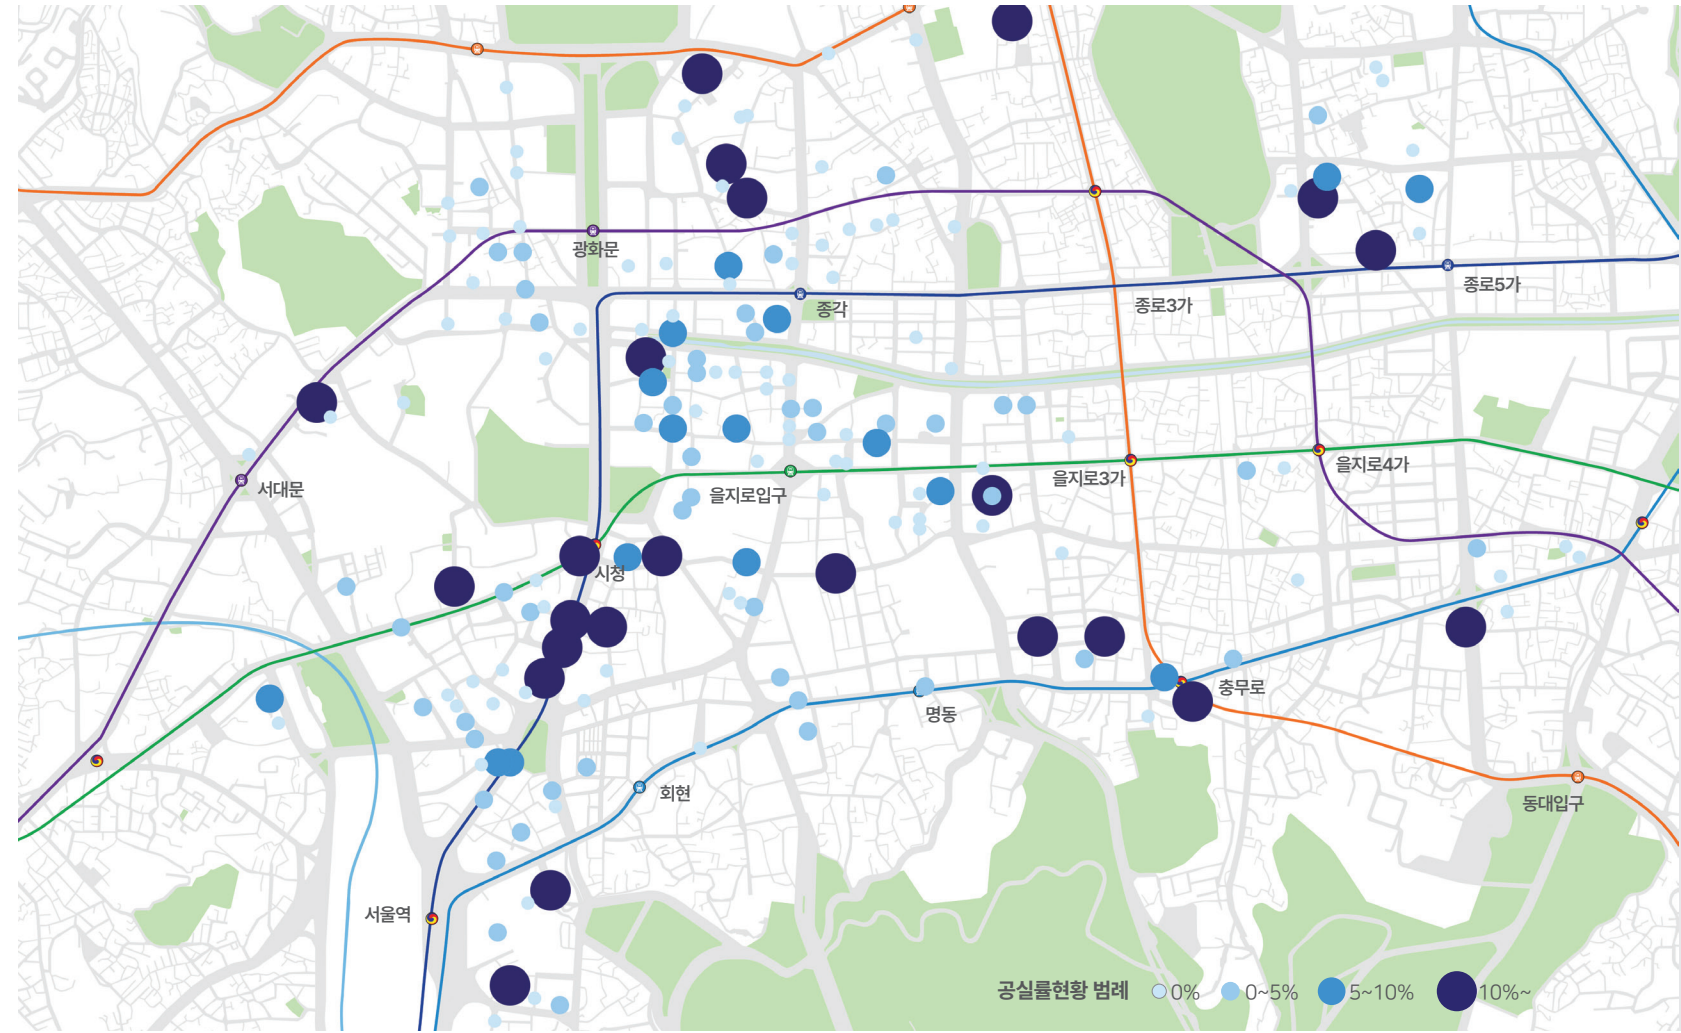 광화문
종각
종로3가
종로5가
서대문
을지로입구
을지로3가
을지로4가
시청
명동
충무로
회현
동대입구
서울역
공실률현황 범례 0% 0~5% 5~10% 10%~